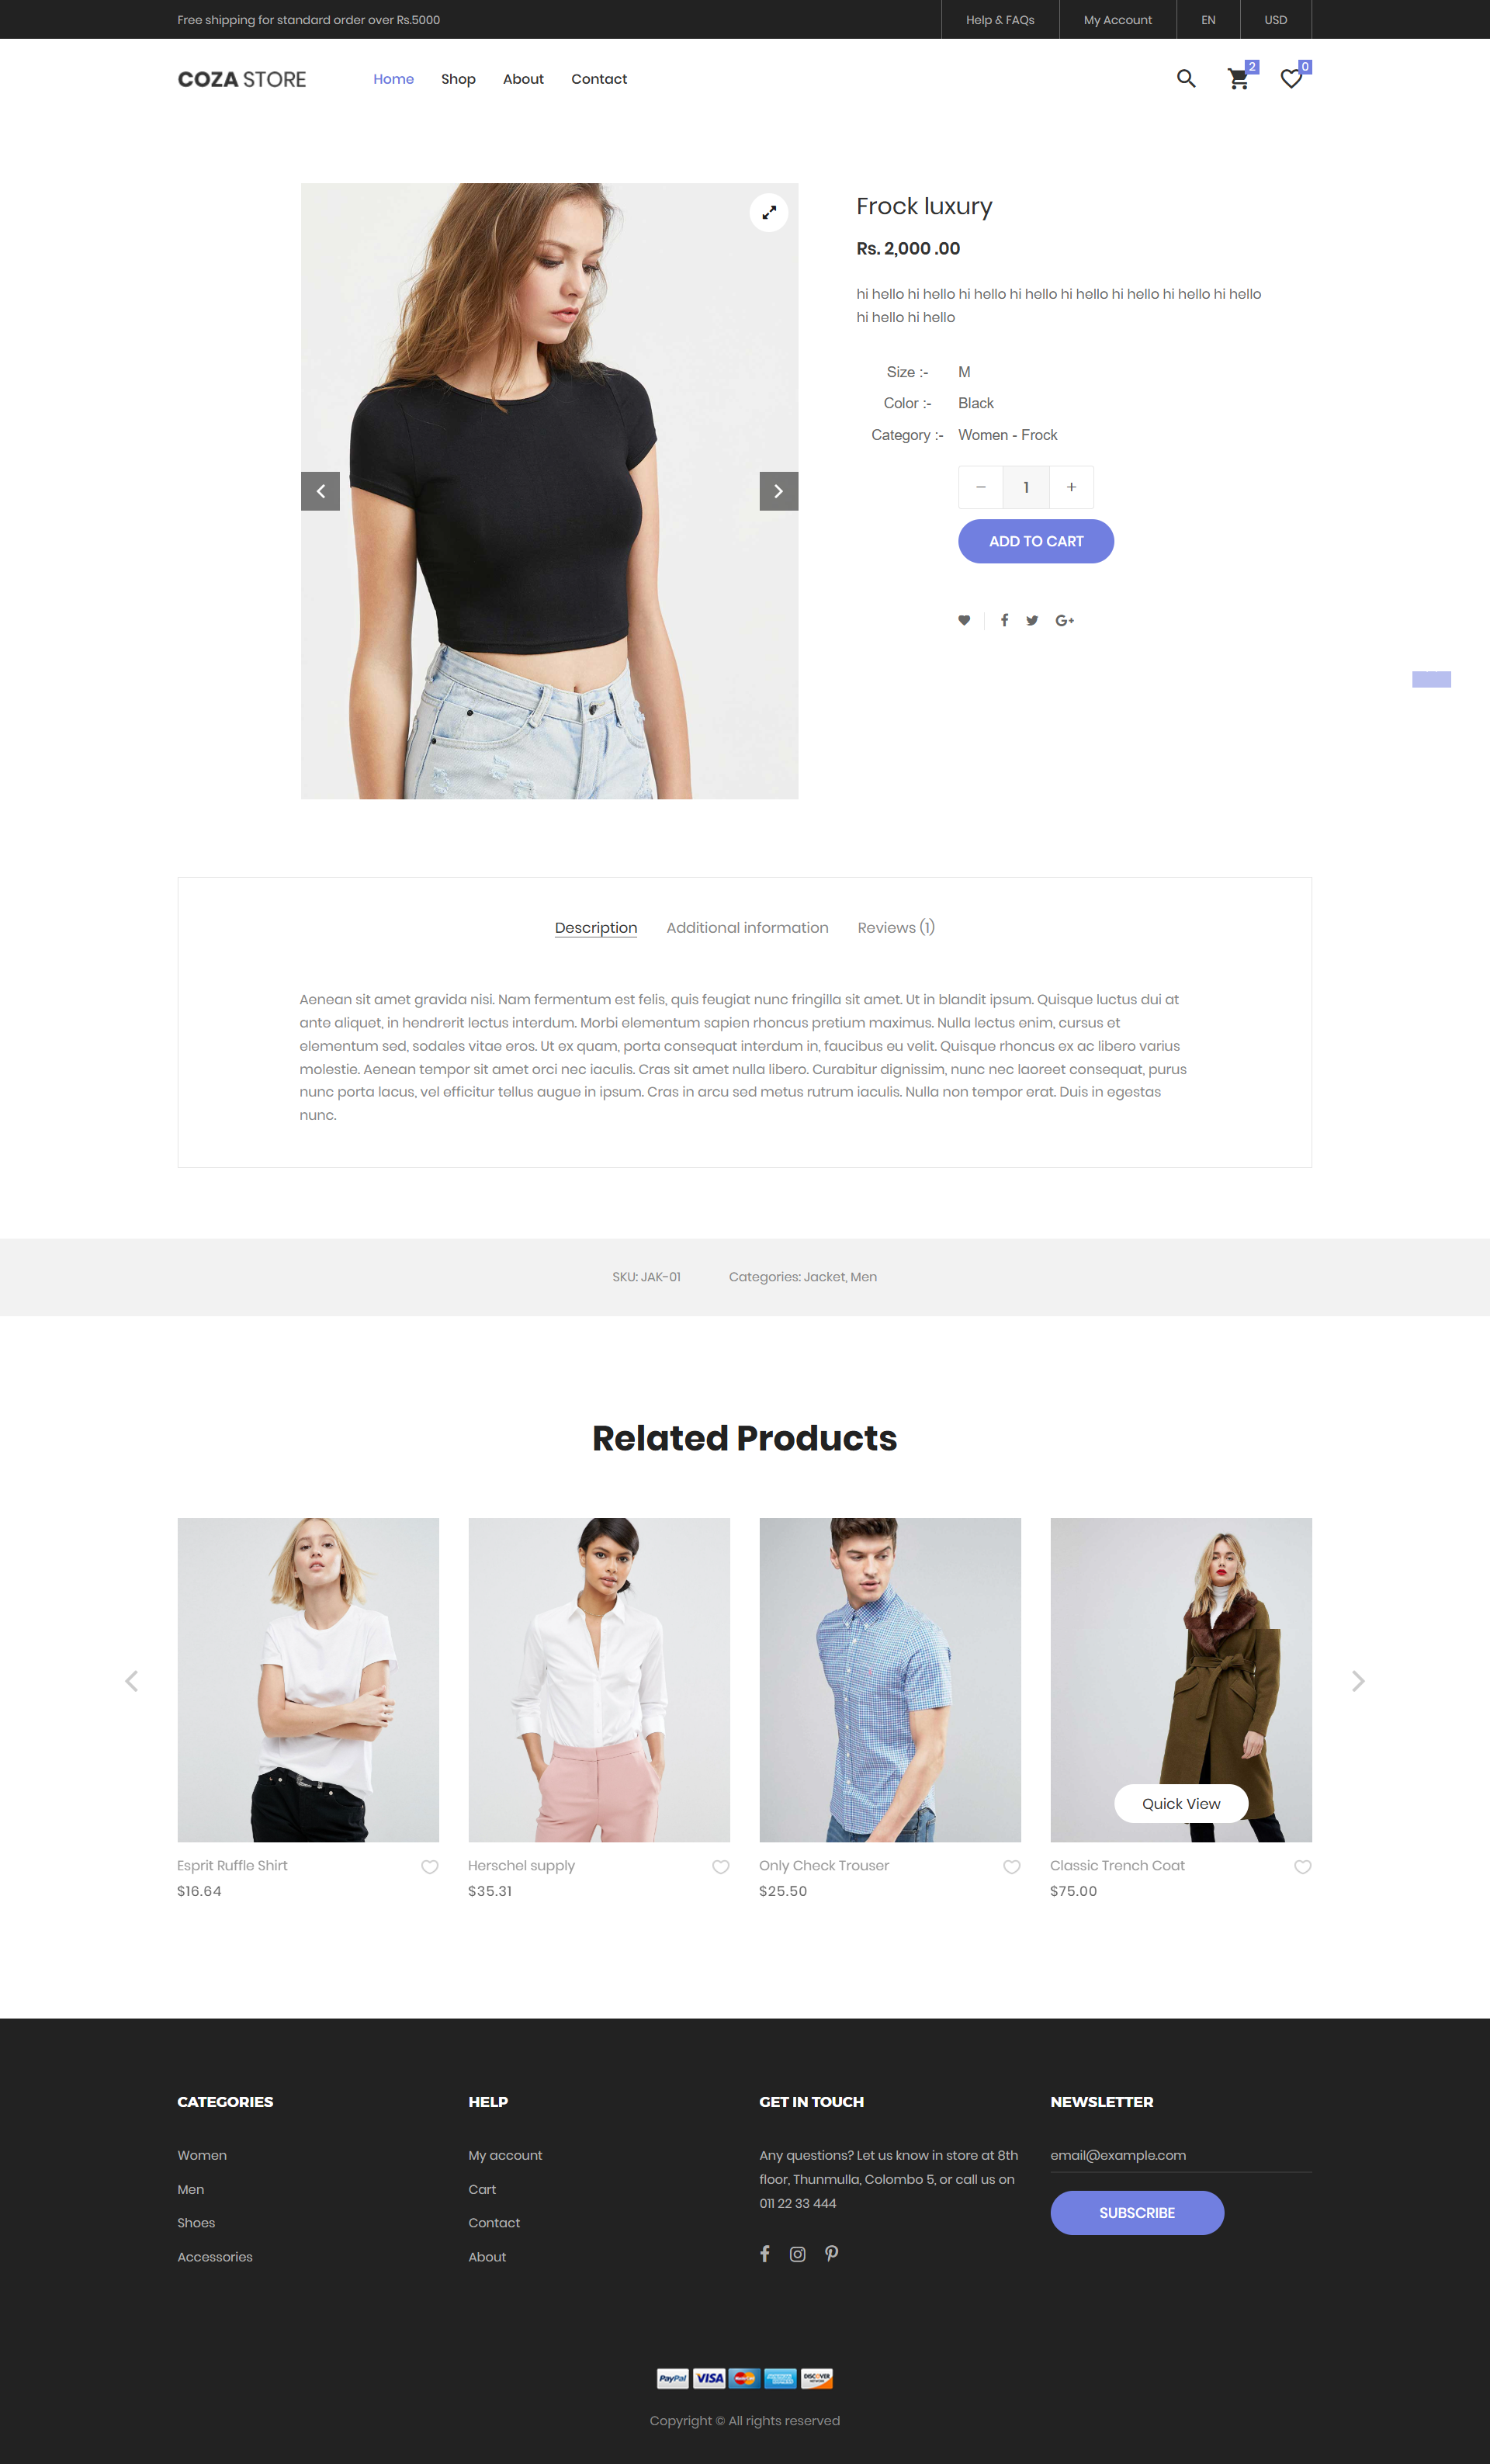 Free shipping for standard order over Rs.5000
Help & FAQs
My Account
EN
USD
COZA STORE
Home
Shop
About
Contact
2
0
Frock luxury
Rs. 2,000 .00
hi hello hi hello hi hello hi hello hi hello hi hello hi hello hi hello
hi hello hi hello
Size :- M
Color :- Black
Category :- Women - Frock
− 1 +
ADD TO CART
G+
Description
Additional information
Reviews (1)
Aenean sit amet gravida nisi. Nam fermentum est felis, quis feugiat nunc fringilla sit amet. Ut in blandit ipsum. Quisque luctus dui at
ante aliquet, in hendrerit lectus interdum. Morbi elementum sapien rhoncus pretium maximus. Nulla lectus enim, cursus et
elementum sed, sodales vitae eros. Ut ex quam, porta consequat interdum in, faucibus eu velit. Quisque rhoncus ex ac libero varius
molestie. Aenean tempor sit amet orci nec iaculis. Cras sit amet nulla libero. Curabitur dignissim, nunc nec laoreet consequat, purus
nunc porta lacus, vel efficitur tellus augue in ipsum. Cras in arcu sed metus rutrum iaculis. Nulla non tempor erat. Duis in egestas
nunc.
SKU: JAK-01
Categories: Jacket, Men
Related Products
Quick View
Esprit Ruffle Shirt
$16.64
Herschel supply
$35.31
Only Check Trouser
$25.50
Classic Trench Coat
$75.00
CATEGORIES
Women
Men
Shoes
Accessories
HELP
My account
Cart
Contact
About
GET IN TOUCH
Any questions? Let us know in store at 8th
floor, Thunmulla, Colombo 5, or call us on
011 22 33 444
NEWSLETTER
email@example.com
SUBSCRIBE
PayPal
VISA
MasterCard
DISCOVER
Copyright © All rights reserved